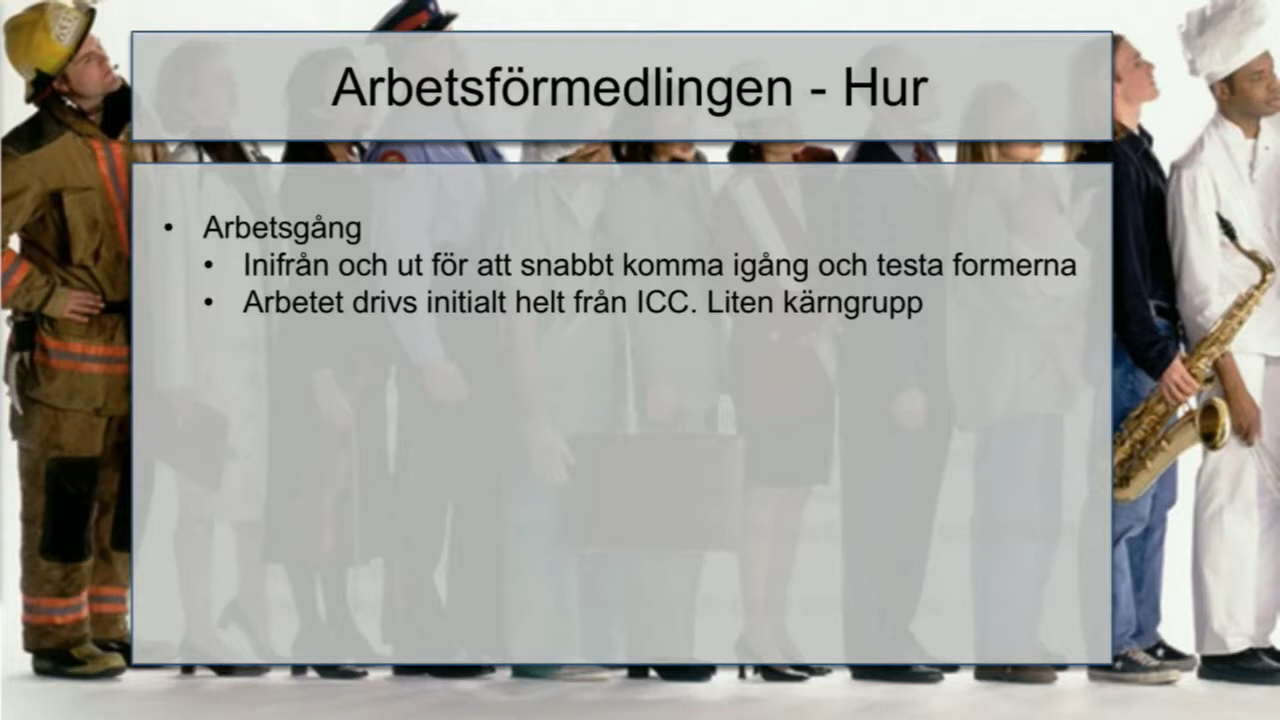 Arbetsförmedlingen - Hur
• Arbetsgång
• Inifrån och ut för att snabbt komma igång och testa formerna
• Arbetet drivs initialt helt från ICC. Liten kärngrupp